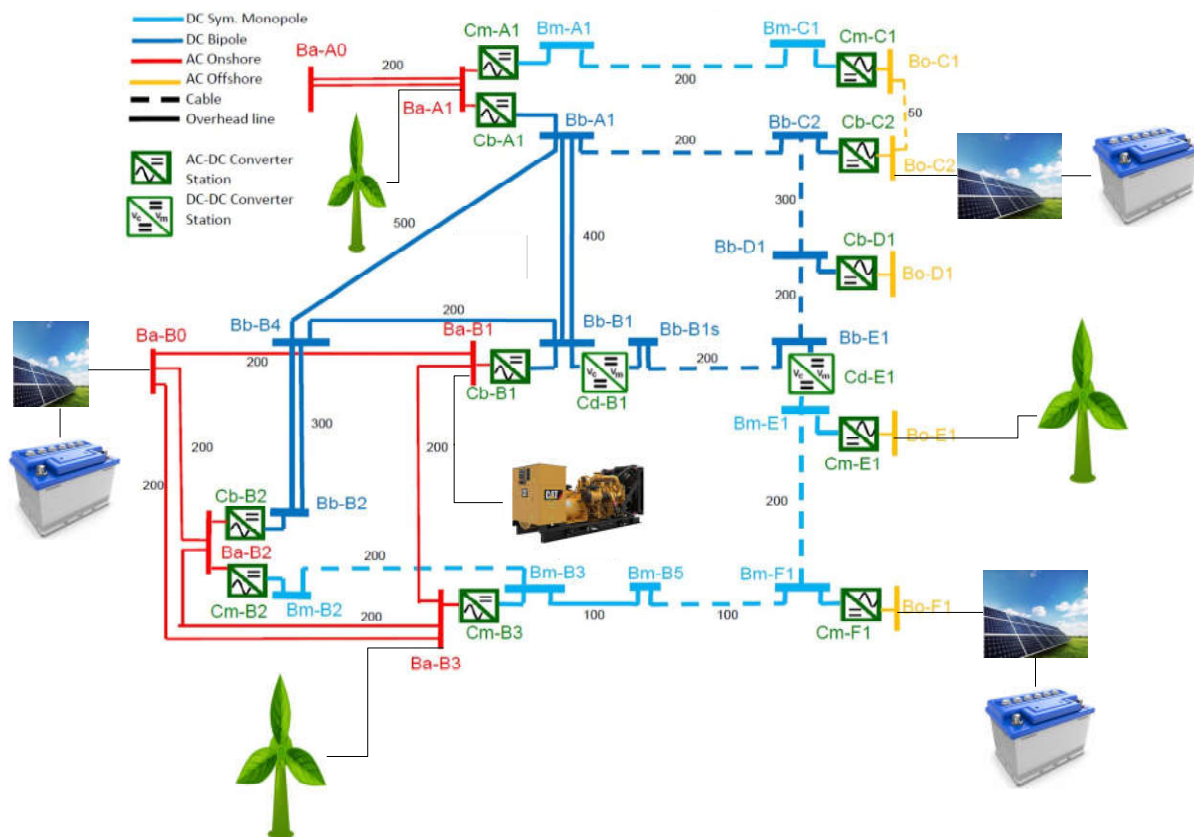 DC Sym. Monopole
DC Bipole
AC Onshore
AC Offshore
Cable
Overhead line
AC-DC Converter
Station
DC-DC Converter
Station
Ba-A0
200
Ba-A1
Cm-A1
Bm-A1
200
Bm-C1
Cm-C1
Bo-C1
50
Cb-A1
Bb-A1
200
Bb-C2
Cb-C2
Bo-C2
300
500
400
Bb-D1
Cb-D1
Bo-D1
200
Ba-B0
200
Bb-B4
200
Ba-B1
Cb-B1
Bb-B1
Cd-B1
Bb-B1s
200
Bb-E1
Cd-E1
Bm-E1
Cm-E1
Bo-E1
200
200
200
300
200
CAT
Cb-B2
Bb-B2
Ba-B2
Cm-B2
Bm-B2
200
200
Bm-B3
Cm-B3
Ba-B3
100
Bm-B5
100
Bm-F1
Cm-F1
Bo-F1